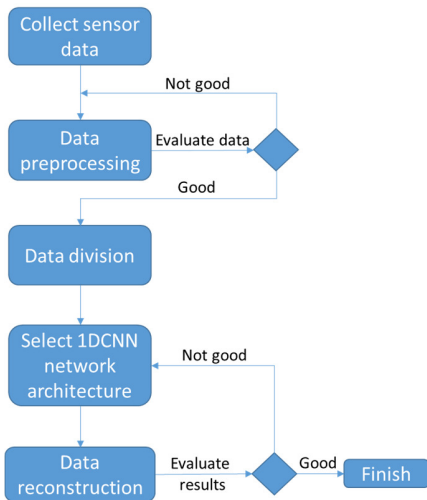 Collect sensor
data
Not good
Data
preprocessing
Evaluate data
Good
Data division
Select 1DCNN
network
architecture
Not good
Data
reconstruction
Evaluate
results
Good
Finish